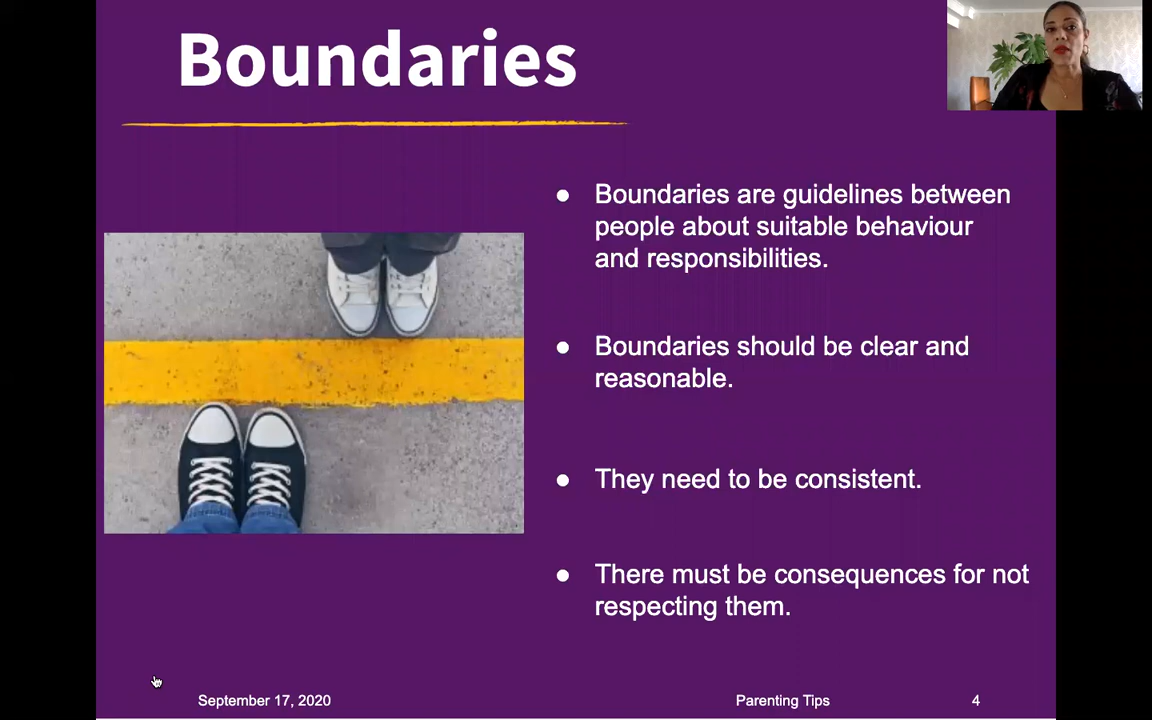 Boundaries
● Boundaries are guidelines between
people about suitable behaviour
and responsibilities.
● Boundaries should be clear and
reasonable.
● They need to be consistent.
● There must be consequences for not
respecting them.
September 17, 2020
Parenting Tips
4